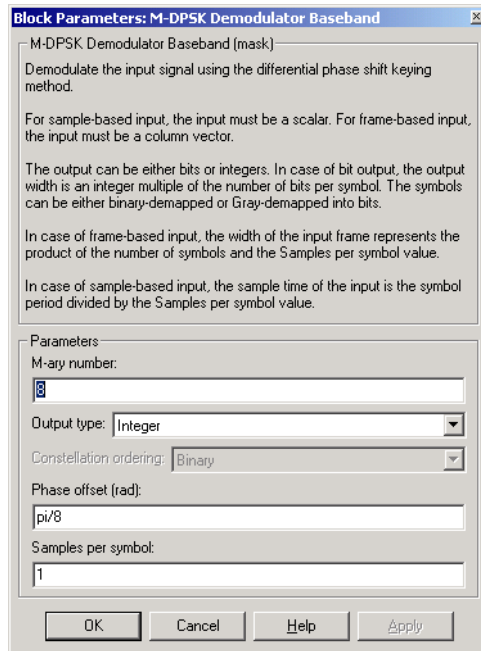 Block Parameters: M-DPSK Demodulator Baseband
M-DPSK Demodulator Baseband (mask)
Demodulate the input signal using the differential phase shift keying
method.
For sample-based input, the input must be a scalar. For frame-based input,
the input must be a column vector.
The output can be either bits or integers. In case of bit output, the output
width is an integer multiple of the number of bits per symbol. The symbols
can be either binary-demapped or Gray-demapped into bits.
In case of frame-based input, the width of the input frame represents the
product of the number of symbols and the Samples per symbol value.
In case of sample-based input, the sample time of the input is the symbol
period divided by the Samples per symbol value.
Parameters
M-ary number:
8
Output type: Integer
Constellation ordering: Binary
Phase offset (rad):
pi/8
Samples per symbol:
1
OK Cancel Help Apply